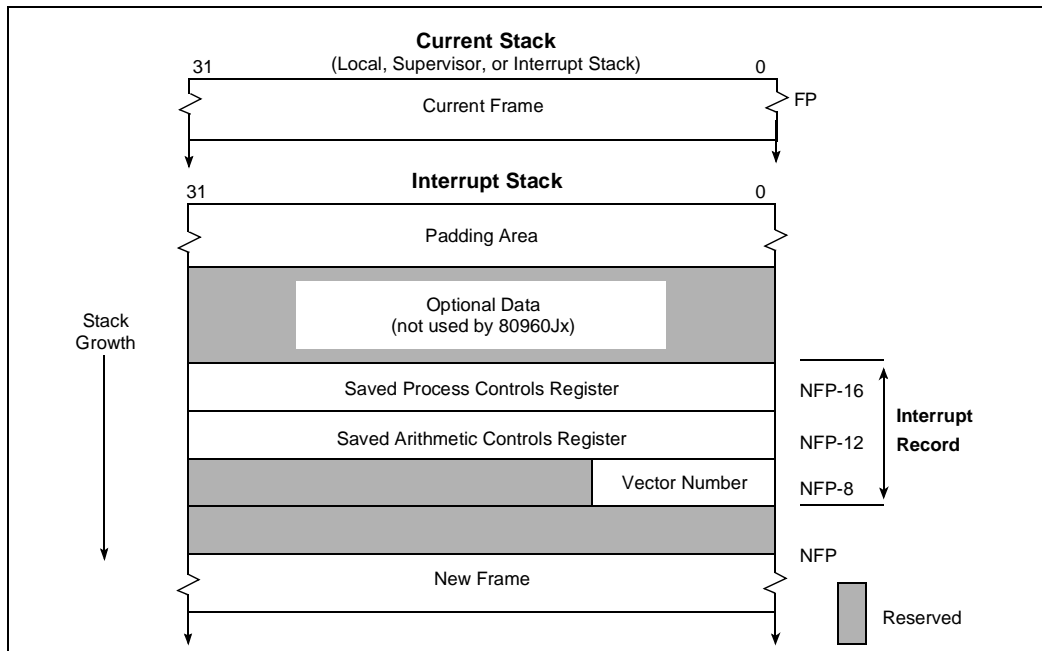 Current Stack
(Local, Supervisor, or Interrupt Stack)
31
0
Current Frame
FP
Interrupt Stack
31
0
Padding Area
Optional Data
(not used by 80960Jx)
Stack
Growth
Saved Process Controls Register
NFP-16
Interrupt
Record
Saved Arithmetic Controls Register
NFP-12
Vector Number
NFP-8
NFP
New Frame
Reserved